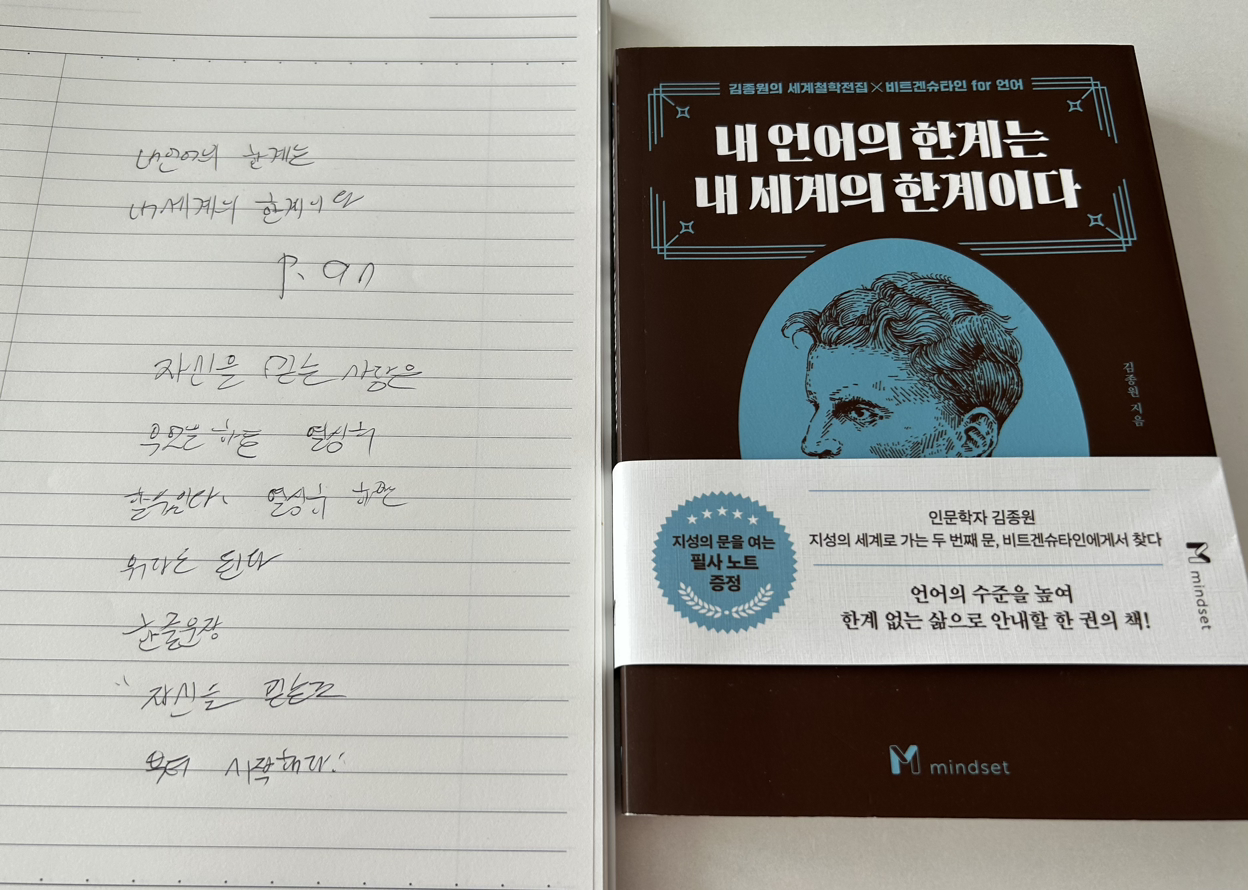 내 언어의 한계는
내 세계의 한계이다
자신을 믿는 사람은
무엇을 하든 열심히
할 수 있다. 열심히 하면
된다
한 줄 문장
" 자신을 믿는
부터 시작해라."
김종원의 세계철학전집×비트겐슈타인 for 언어
내 언어의 한계는
내 세계의 한계이다
김종원 지음
지성의 문을 여는
필사 노트
증정
인문학자 김종원
지성의 세계로 가는 두 번째 문, 비트겐슈타인에게서 찾다
언어의 수준을 높여
한계 없는 삶으로 안내할 한 권의 책!
M mindset
M mindset